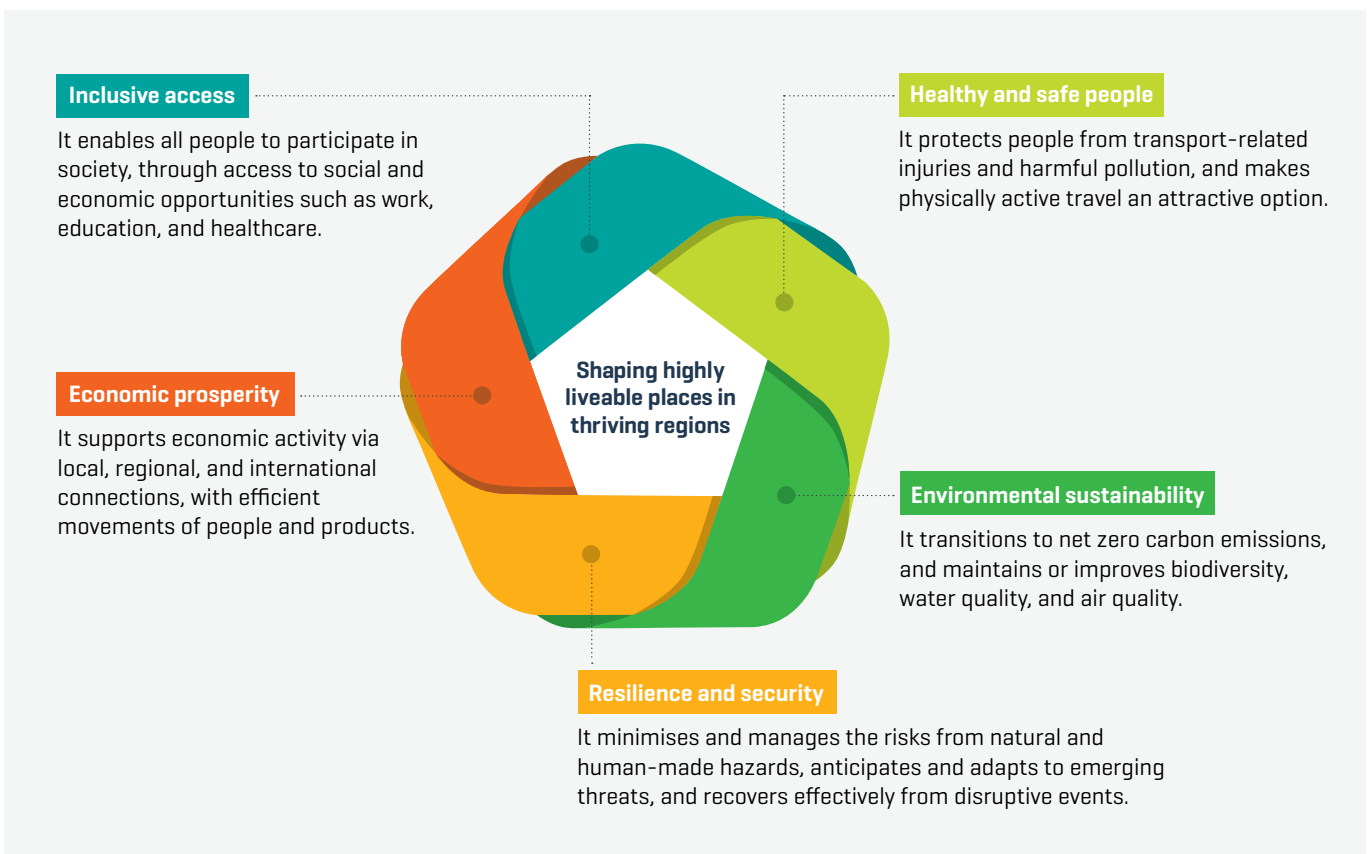 Inclusive access
It enables all people to participate in
society, through access to social and
economic opportunities such as work,
education, and healthcare.
Healthy and safe people
It protects people from transport-related
injuries and harmful pollution, and makes
physically active travel an attractive option.
Shaping highly
liveable places in
thriving regions
Economic prosperity
It supports economic activity via
local, regional, and international
connections, with efficient
movements of people and products.
Environmental sustainability
It transitions to net zero carbon emissions,
and maintains or improves biodiversity,
water quality, and air quality.
Resilience and security
It minimises and manages the risks from natural and
human-made hazards, anticipates and adapts to emerging
threats, and recovers effectively from disruptive events.